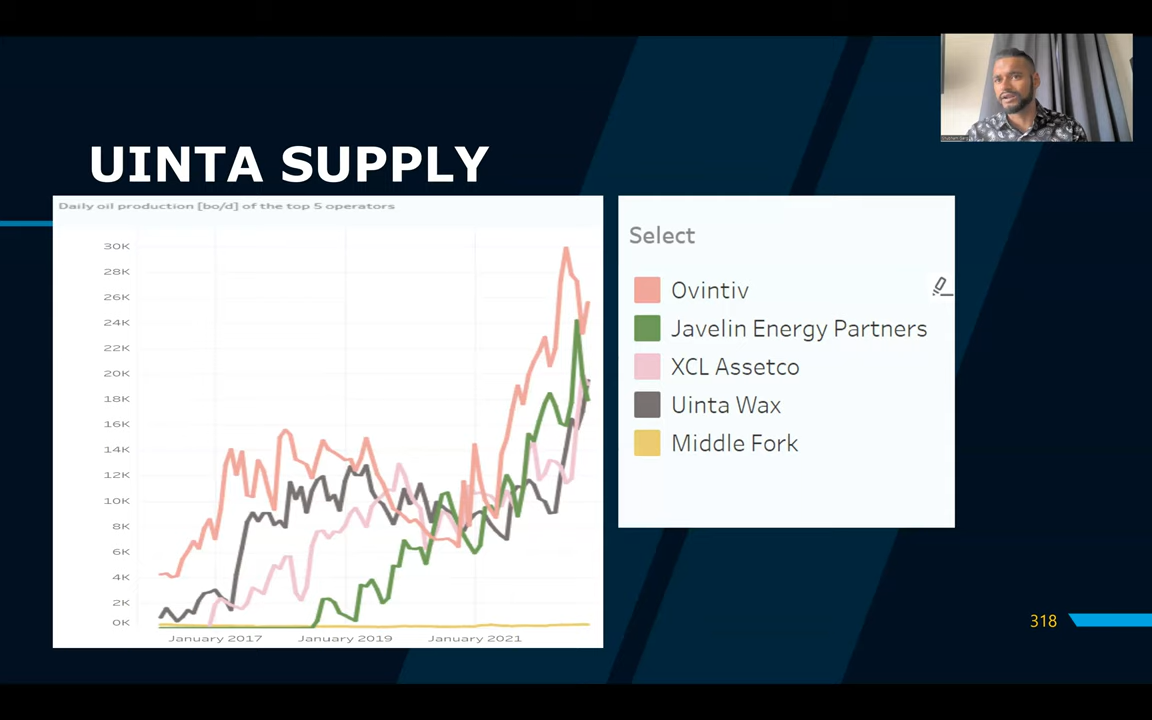 UINTA SUPPLY
Daily oil production [bo/d] of the top 5 operators
30K
28K
26K
24K
22K
20K
18K
16K
14K
12K
10K
8K
6K
4K
2K
0K
January 2017
January 2019
January 2021
Select
Ovintiv
Javelin Energy Partners
XCL Assetco
Uinta Wax
Middle Fork
318